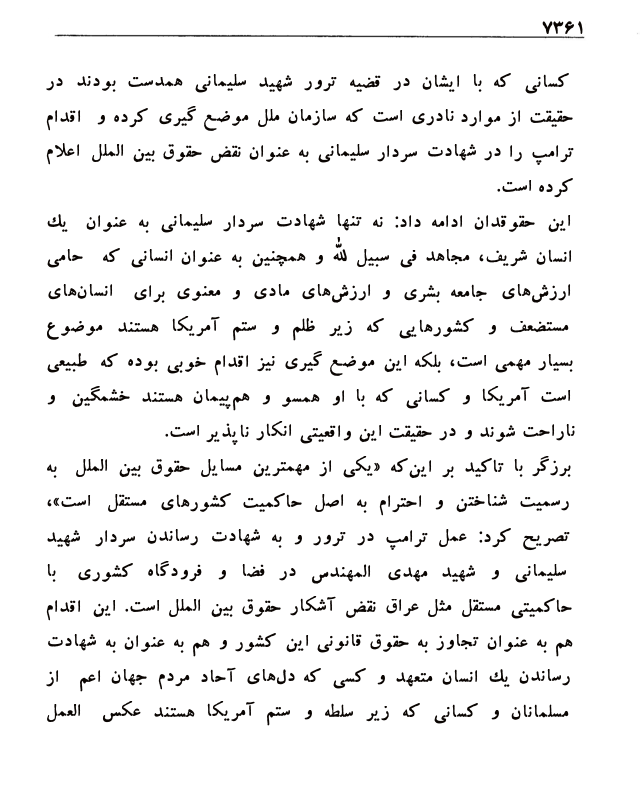 ۷۳۶۱
کسانی که با ایشان در قضیه ترور شهید سلیمانی همدست بودند در
حقیقت از موارد نادری است که سازمان ملل موضع گیری کرده و اقدام
ترامپ را در شهادت سردار سلیمانی به عنوان نقض حقوق بین الملل اعلام
کرده است.
این حقوقدان ادامه داد: نه تنها شهادت سردار سلیمانی به عنوان یك
انسان شریف، مجاهد فی سبیل لله و همچنین به عنوان انسانی که حامی
ارزش‌های جامعه بشری و ارزش‌های مادی و معنوی برای انسان‌های
مستضعف و کشورهایی که زیر ظلم و ستم آمریکا هستند موضوع
بسیار مهمی است، بلکه این موضع گیری نیز اقدام خوبی بوده که طبیعی
است آمریکا و کسانی که با او همسو و هم‌پیمان هستند خشمگین و
ناراحت شوند و در حقیقت این واقعیتی انکار ناپذیر است.
برزگر با تاکید بر این‌که «یکی از مهمترین مسایل حقوق بین الملل به
رسمیت شناختن و احترام به اصل حاکمیت کشورهای مستقل است»،
تصریح کرد: عمل ترامپ در ترور و به شهادت رساندن سردار شهید
سلیمانی و شهید مهدی المهندس در فضا و فرودگاه کشوری با
حاکمیتی مستقل مثل عراق نقض آشکار حقوق بین الملل است. این اقدام
هم به عنوان تجاوز به حقوق قانونی این کشور و هم به عنوان به شهادت
رساندن یك انسان متعهد و کسی که دل‌های آحاد مردم جهان اعم از
مسلمانان و کسانی که زیر سلطه و ستم آمریکا هستند عکس العمل